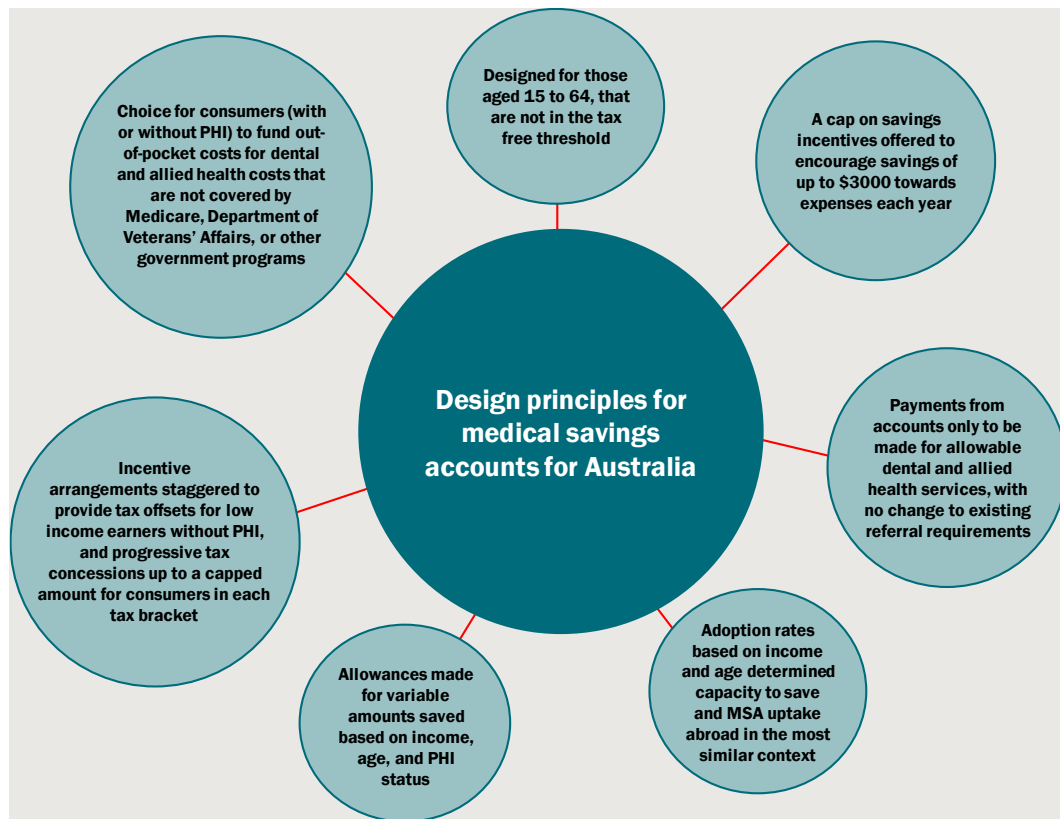 Designed for those
aged 15 to 64, that
are not in the tax
free threshold
A cap on savings
incentives offered to
encourage savings of
up to $3000 towards
expenses each year
Payments from
accounts only to be
made for allowable
dental and allied
health services, with
no change to existing
referral requirements
Adoption rates
based on income
and age determined
capacity to save
and MSA uptake
abroad in the most
similar context
Allowances made
for variable
amounts saved
based on income,
age, and PHI
status
Incentive
arrangements staggered to
provide tax offsets for low
income earners without PHI,
and progressive tax
concessions up to a capped
amount for consumers in each
tax bracket
Choice for consumers (with
or without PHI) to fund out-
of-pocket costs for dental
and allied health costs that
are not covered by
Medicare, Department of
Veterans’ Affairs, or other
government programs
Design principles for
medical savings
accounts for Australia